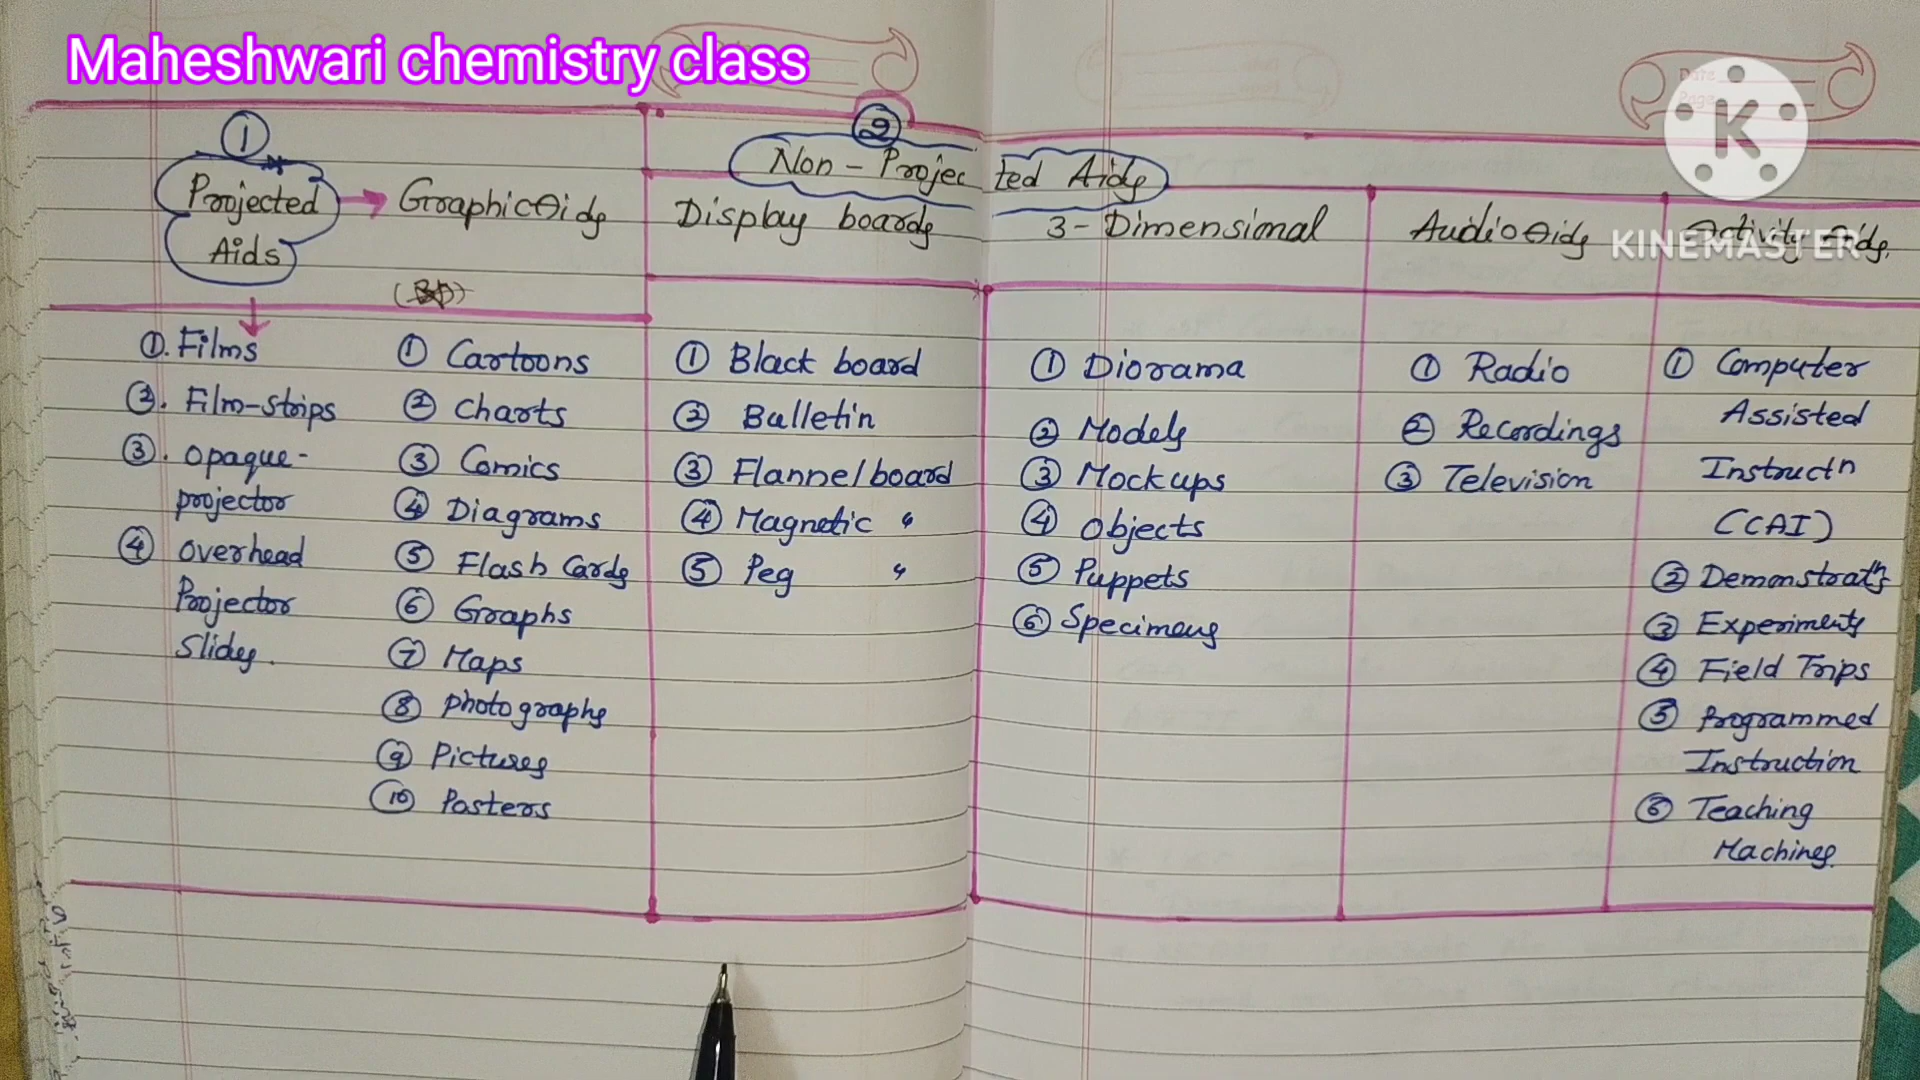 Maheshwari chemistry class
Date
Page
K
KINEMASTER
①
Projected
Aids
Graphic Aids
②
Non - Projected Aids
Display boards
3 - Dimensional
Audio Aids
Activity Aids.
①. Films
②. Film-strips
③. opaque-
projector
④ overhead
Projector
Slides.
① Cartoons
② Charts
③ Comics
④ Diagrams
⑤ Flash Cards
⑥ Graphs
⑦ Maps
⑧ Photographs
⑨ Pictures
⑩ Posters
① Black board
② Bulletin
③ Flannelboard
④ Magnetic "
⑤ Peg "
① Diorama
② Models
③ Mockups
④ Objects
⑤ Puppets
⑥ Specimens
① Radio
② Recordings
③ Television
① Computer
Assisted
Instructn
(CAI)
② Demonstratns
③ Experiments
④ Field Trips
⑤ Programmed
Instruction
⑥ Teaching
Machines.